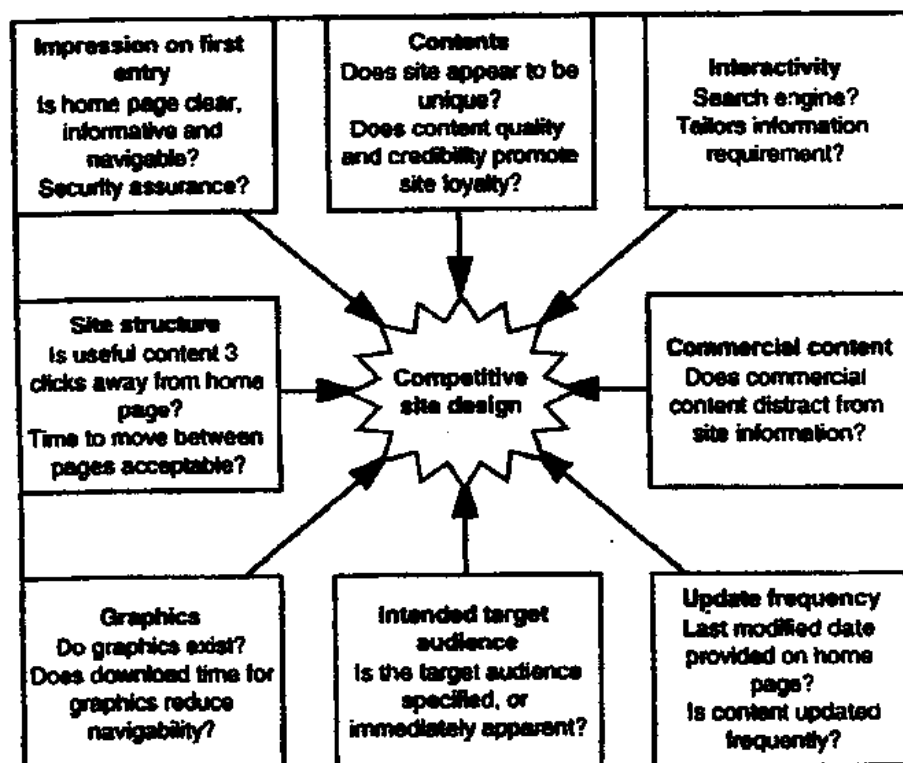 Impression on first
entry
Is home page clear,
informative and
navigable?
Security assurance?
Contents
Does site appear to be
unique?
Does content quality
and credibility promote
site loyalty?
Interactivity
Search engine?
Tailors information
requirement?
Site structure
Is useful content 3
clicks away from home
page?
Time to move between
pages acceptable?
Competitive
site design
Commercial content
Does commercial
content distract from
site information?
Graphics
Do graphics exist?
Does download time for
graphics reduce
navigability?
Intended target
audience
Is the target audience
specified, or
immediately apparent?
Update frequency
Last modified date
provided on home
page?
Is content updated
frequently?